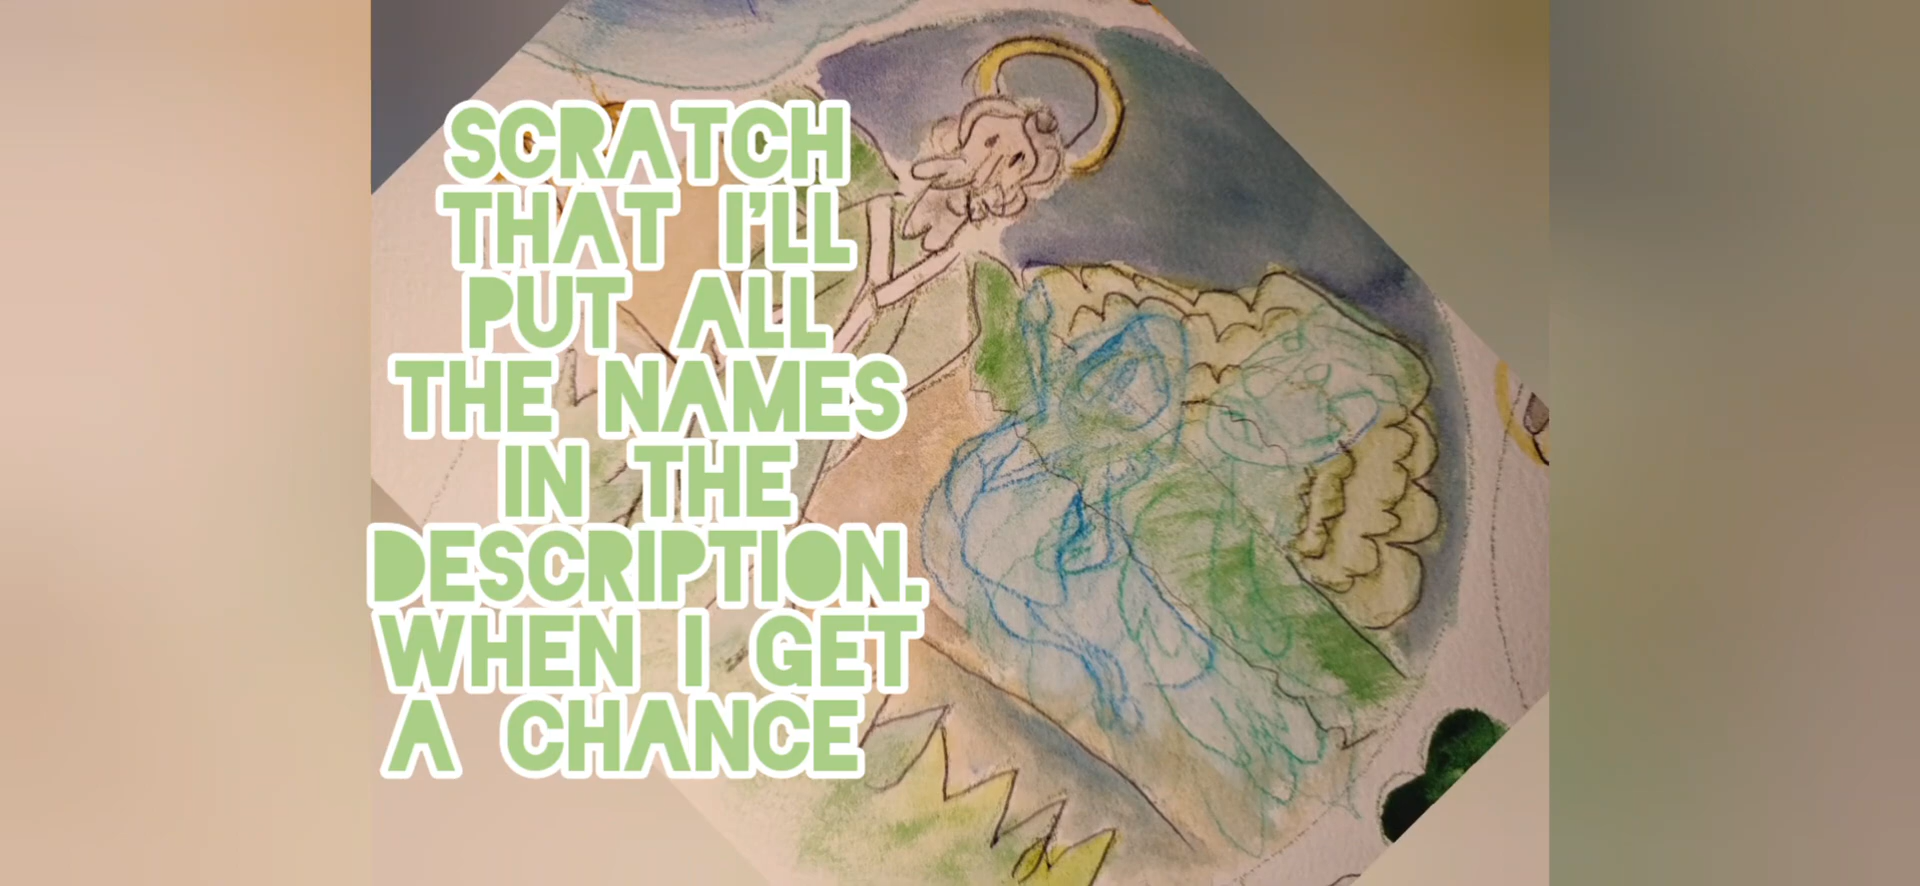 SCRATCH
THAT I'LL
PUT ALL
THE NAMES
IN THE
DESCRIPTION.
WHEN I GET
A CHANCE